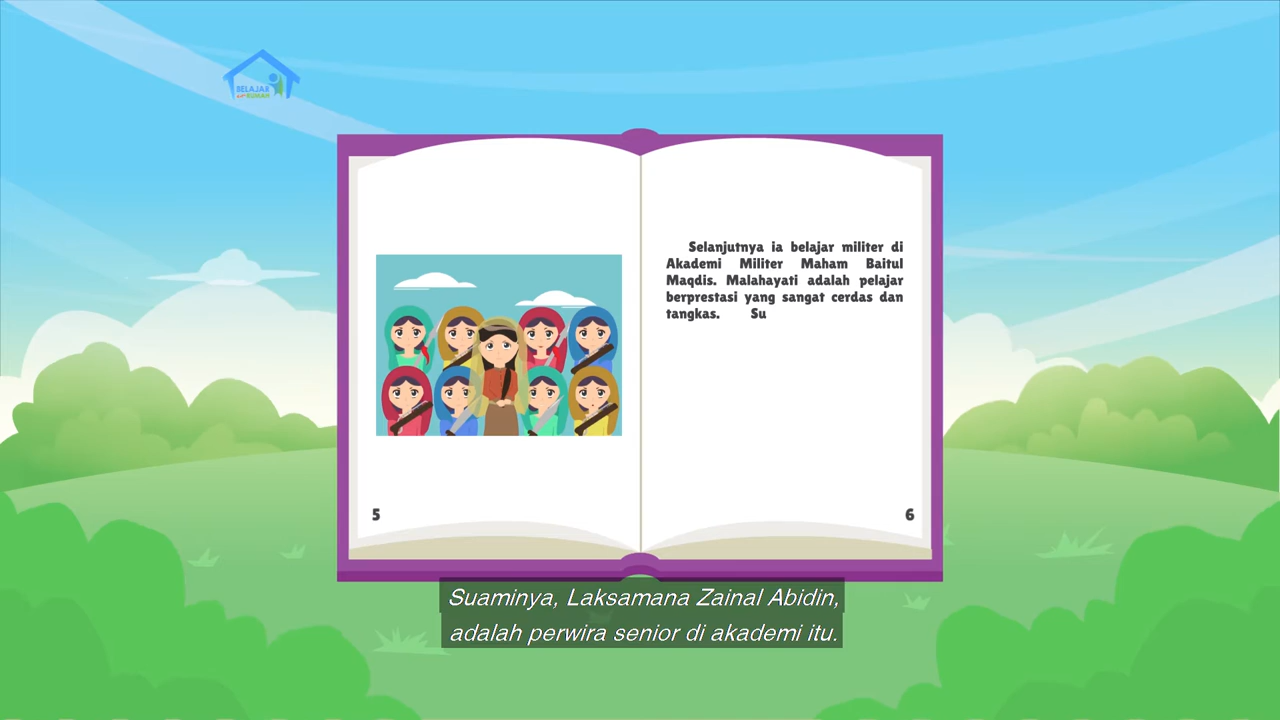 BELAJAR
RUMAH
Selanjutnya ia belajar militer di
Akademi Militer Maham Baitul
Maqdis. Malahayati adalah pelajar
berprestasi yang sangat cerdas dan
tangkas. Su
5
6
Suaminya, Laksamana Zainal Abidin,
adalah perwira senior di akademi itu.